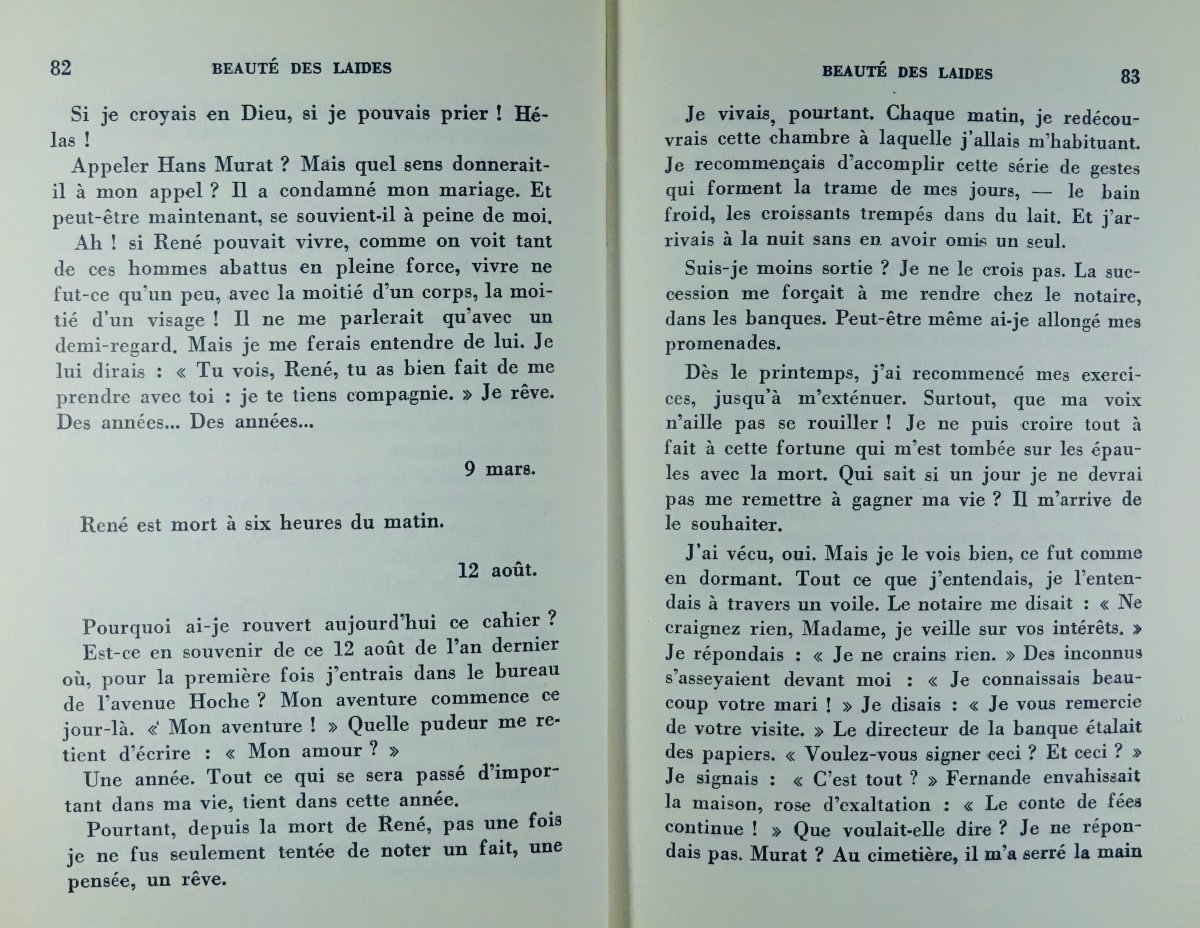 82
BEAUTÉ DES LAIDES
Si je croyais en Dieu, si je pouvais prier ! Hé-
las !
Appeler Hans Murat ? Mais quel sens donnerait-
il à mon appel ? Il a condamné mon mariage. Et
peut-être maintenant, se souvient-il à peine de moi.
Ah ! si René pouvait vivre, comme on voit tant
de ces hommes abattus en pleine force, vivre ne
fut-ce qu'un peu, avec la moitié d'un corps, la moi-
tié d'un visage ! Il ne me parlerait qu'avec un
demi-regard. Mais je me ferais entendre de lui. Je
lui dirais : « Tu vois, René, tu as bien fait de me
prendre avec toi : je te tiens compagnie. » Je rêve.
Des années... Des années...
9 mars.
René est mort à six heures du matin.
12 août.
Pourquoi ai-je rouvert aujourd'hui ce cahier ?
Est-ce en souvenir de ce 12 août de l'an dernier
où, pour la première fois j'entrais dans le bureau
de l'avenue Hoche ? Mon aventure commence ce
jour-là. « Mon aventure ! » Quelle pudeur me re-
tient d'écrire : « Mon amour ? »
Une année. Tout ce qui se sera passé d'impor-
tant dans ma vie, tient dans cette année.
Pourtant, depuis la mort de René, pas une fois
je ne fus seulement tentée de noter un fait, une
pensée, un rêve.
BEAUTÉ DES LAIDES
83
Je vivais, pourtant. Chaque matin, je redécou-
vrais cette chambre à laquelle j'allais m'habituant.
Je recommençais d'accomplir cette série de gestes
qui forment la trame de mes jours, — le bain
froid, les croissants trempés dans du lait. Et j'ar-
rivais à la nuit sans en avoir omis un seul.
Suis-je moins sortie ? Je ne le crois pas. La suc-
cession me forçait à me rendre chez le notaire,
dans les banques. Peut-être même ai-je allongé mes
promenades.
Dès le printemps, j'ai recommencé mes exerci-
ces, jusqu'à m'exténuer. Surtout, que ma voix
n'aille pas se rouiller ! Je ne puis croire tout à
fait à cette fortune qui m'est tombée sur les épau-
les avec la mort. Qui sait si un jour je ne devrai
pas me remettre à gagner ma vie ? Il m'arrive de
le souhaiter.
J'ai vécu, oui. Mais je le vois bien, ce fut comme
en dormant. Tout ce que j'entendais, je l'enten-
dais à travers un voile. Le notaire me disait : « Ne
craignez rien, Madame, je veille sur vos intérêts. »
Je répondais : « Je ne crains rien. » Des inconnus
s'asseyaient devant moi : « Je connaissais beau-
coup votre mari ! » Je disais : « Je vous remercie
de votre visite. » Le directeur de la banque étalait
des papiers. « Voulez-vous signer ceci ? Et ceci ? »
Je signais : « C'est tout ? » Fernande envahissait
la maison, rose d'exaltation : « Le conte de fées
continue ! » Que voulait-elle dire ? Je ne répon-
dais pas. Murat ? Au cimetière, il m'a serré la main